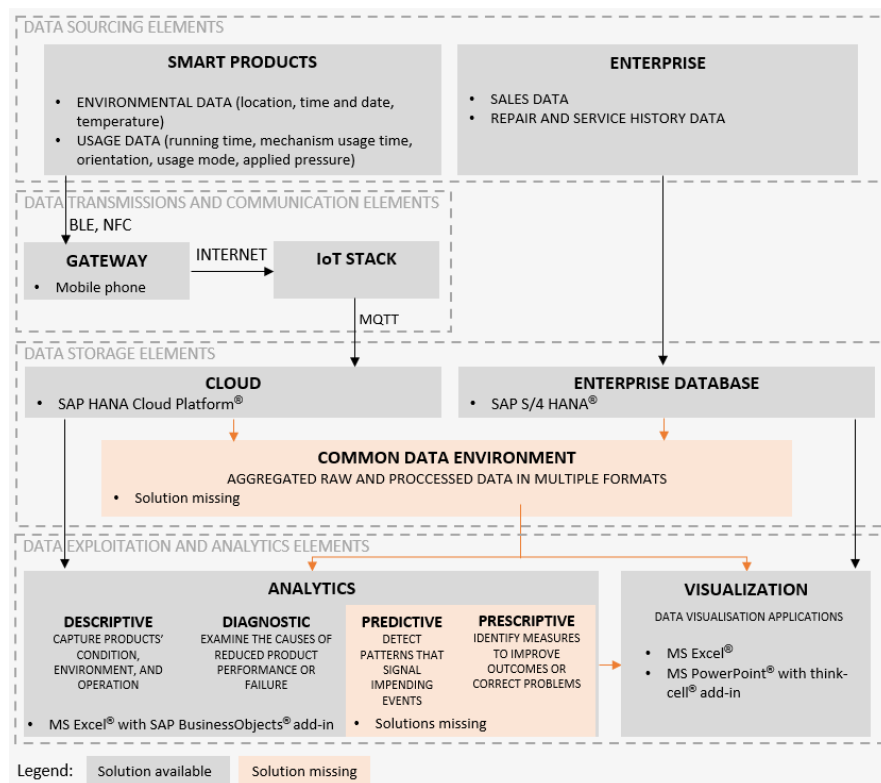 DATA SOURCING ELEMENTS
SMART PRODUCTS
• ENVIRONMENTAL DATA (location, time and date,
temperature)
• USAGE DATA (running time, mechanism usage time,
orientation, usage mode, applied pressure)
ENTERPRISE
• SALES DATA
• REPAIR AND SERVICE HISTORY DATA
DATA TRANSMISSIONS AND COMMUNICATION ELEMENTS
BLE, NFC
GATEWAY
• Mobile phone
INTERNET
IoT STACK
MQTT
DATA STORAGE ELEMENTS
CLOUD
• SAP HANA Cloud Platform®
ENTERPRISE DATABASE
• SAP S/4 HANA®
COMMON DATA ENVIRONMENT
AGGREGATED RAW AND PROCCESSED DATA IN MULTIPLE FORMATS
• Solution missing
DATA EXPLOITATION AND ANALYTICS ELEMENTS
ANALYTICS
DESCRIPTIVE
CAPTURE PRODUCTS'
CONDITION,
ENVIRONMENT, AND
OPERATION
DIAGNOSTIC
EXAMINE THE CAUSES OF
REDUCED PRODUCT
PERFORMANCE OR
FAILURE
• MS Excel® with SAP BusinessObjects® add-in
PREDICTIVE
DETECT
PATTERNS THAT
SIGNAL
IMPENDING
EVENTS
PRESCRIPTIVE
IDENTIFY MEASURES
TO IMPROVE
OUTCOMES OR
CORRECT PROBLEMS
• Solutions missing
VISUALIZATION
DATA VISUALISATION APPLICATIONS
• MS Excel®
• MS PowerPoint® with think-
cell® add-in
Legend:
Solution available
Solution missing